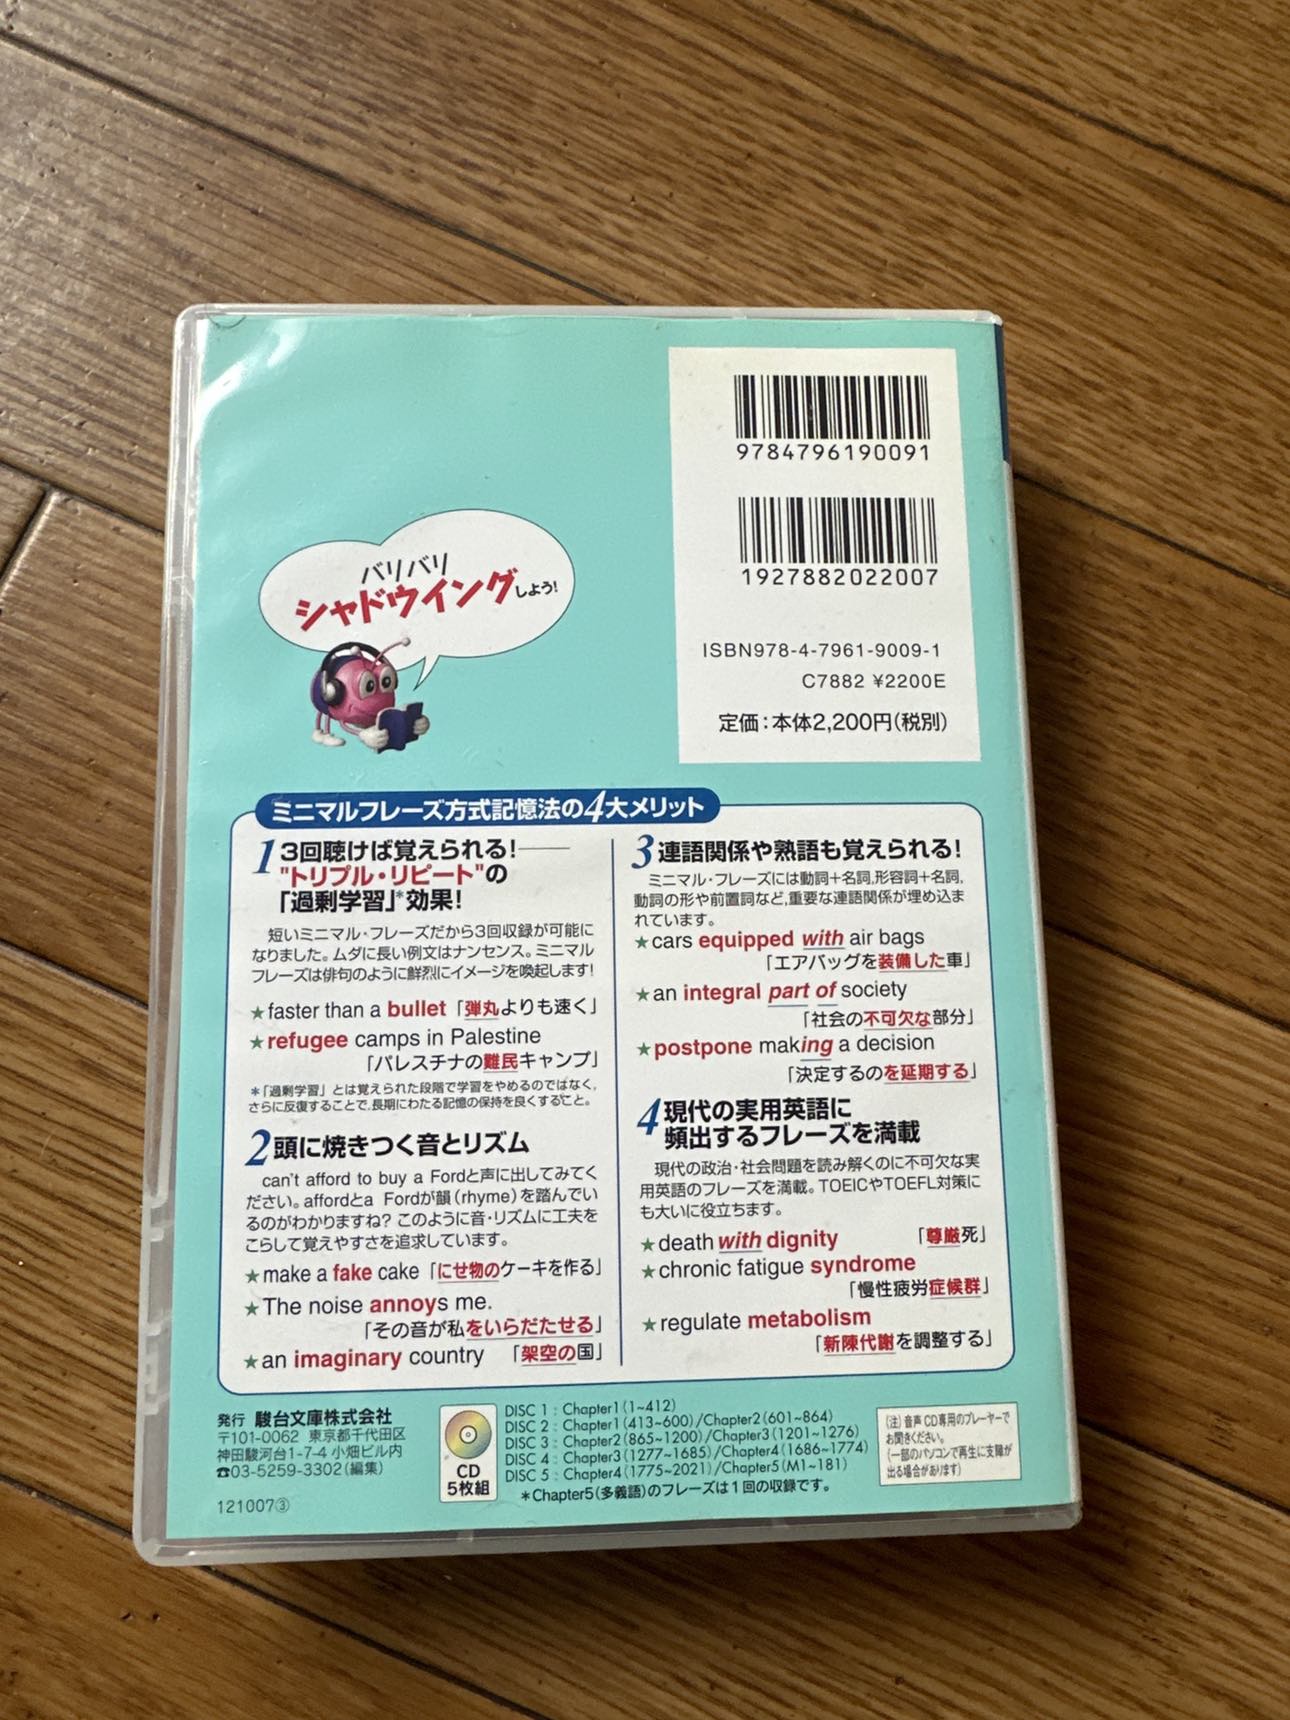 9784796190091
1927882022007
ISBN978-4-7961-9009-1
C7882 ¥2200E
定価：本体2,200円(税別)
バリバリ
シャドウイングしよう!
ミニマルフレーズ方式記憶法の4大メリット
1 3回聴けば覚えられる!――
"トリプル・リピート"の
「過剰学習」*効果!
短いミニマル・フレーズだから3回収録が可能に
なりました。ムダに長い例文はナンセンス。ミニマル
フレーズは俳句のように鮮烈にイメージを喚起します!
★faster than a bullet「弾丸よりも速く」
★refugee camps in Palestine
「パレスチナの難民キャンプ」
*「過剰学習」とは覚えられた段階で学習をやめるのではなく,
さらに反復することで,長期にわたる記憶の保持を良くすること。
2 頭に焼きつく音とリズム
can't afford to buy a Fordと声に出してみてく
ださい。affordとa Fordが韻(rhyme)を踏んでい
るのがわかりますね? このように音・リズムに工夫を
こらして覚えやすさを追求しています。
★make a fake cake「にせ物のケーキを作る」
★The noise annoys me.
「その音が私をいらだたせる」
★an imaginary country 「架空の国」
3 連語関係や熟語も覚えられる!
ミニマル・フレーズには動詞+名詞,形容詞+名詞,
動詞の形や前置詞など,重要な連語関係が埋め込ま
れています。
★cars equipped with air bags
「エアバッグを装備した車」
★an integral part of society
「社会の不可欠な部分」
★postpone making a decision
「決定するのを延期する」
4 現代の実用英語に
頻出するフレーズを満載
現代の政治・社会問題を読み解くのに不可欠な実
用英語のフレーズを満載。TOEICやTOEFL対策に
も大いに役立ちます。
★death with dignity 「尊厳死」
★chronic fatigue syndrome
「慢性疲労症候群」
★regulate metabolism
「新陳代謝を調整する」
発行 駿台文庫株式会社
〒101-0062 東京都千代田区
神田駿河台1-7-4 小畑ビル内
☎03-5259-3302(編集)
121007③
CD
5枚組
DISC 1 : Chapter1(1~412)
DISC 2 : Chapter1(413~600)/Chapter2(601~864)
DISC 3 : Chapter2(865~1200)/Chapter3(1201~1276)
DISC 4 : Chapter3(1277~1685)/Chapter4(1686~1774)
DISC 5 : Chapter4(1775~2021)/Chapter5(M1~181)
*Chapter5(多義語)のフレーズは1回の収録です。
(注)音声CD専用のプレーヤーで
お聞きください。
(一部のパソコンで再生に支障が
出る場合があります)